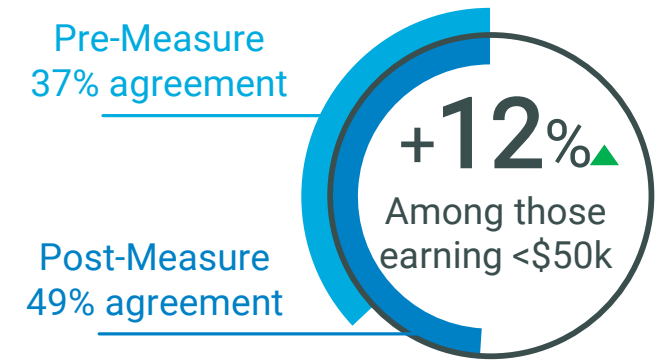 Pre-Measure
37% agreement
+12%
Among those
earning <$50k
Post-Measure
49% agreement